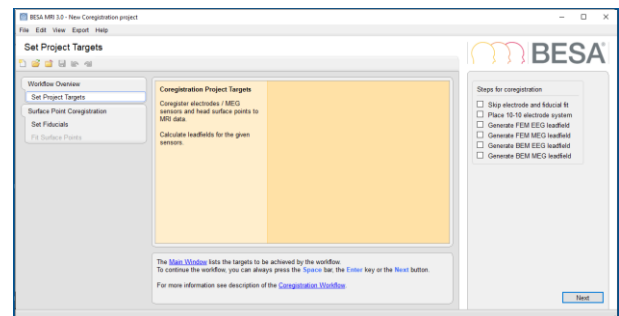 BESA MRI 3.0 - New Coregistration project
File Edit View Export Help
Set Project Targets
BESA
Workflow Overview
Set Project Targets
Surface Point Coregistration
Set Fiducials
Fit Surface Points
Coregistration Project Targets
Coregister electrodes / MEG
sensors and head surface points to
MRI data.
Calculate leadfields for the given
sensors.
The Main Window lists the targets to be achieved by the workflow.
To continue the workflow, you can always press the Space bar, the Enter key or the Next button.
For more information see description of the Coregistration Workflow.
Steps for coregistration
Skip electrode and fiducial fit
Place 10-10 electrode system
Generate FEM EEG leadfield
Generate FEM MEG leadfield
Generate BEM EEG leadfield
Generate BEM MEG leadfield
Next